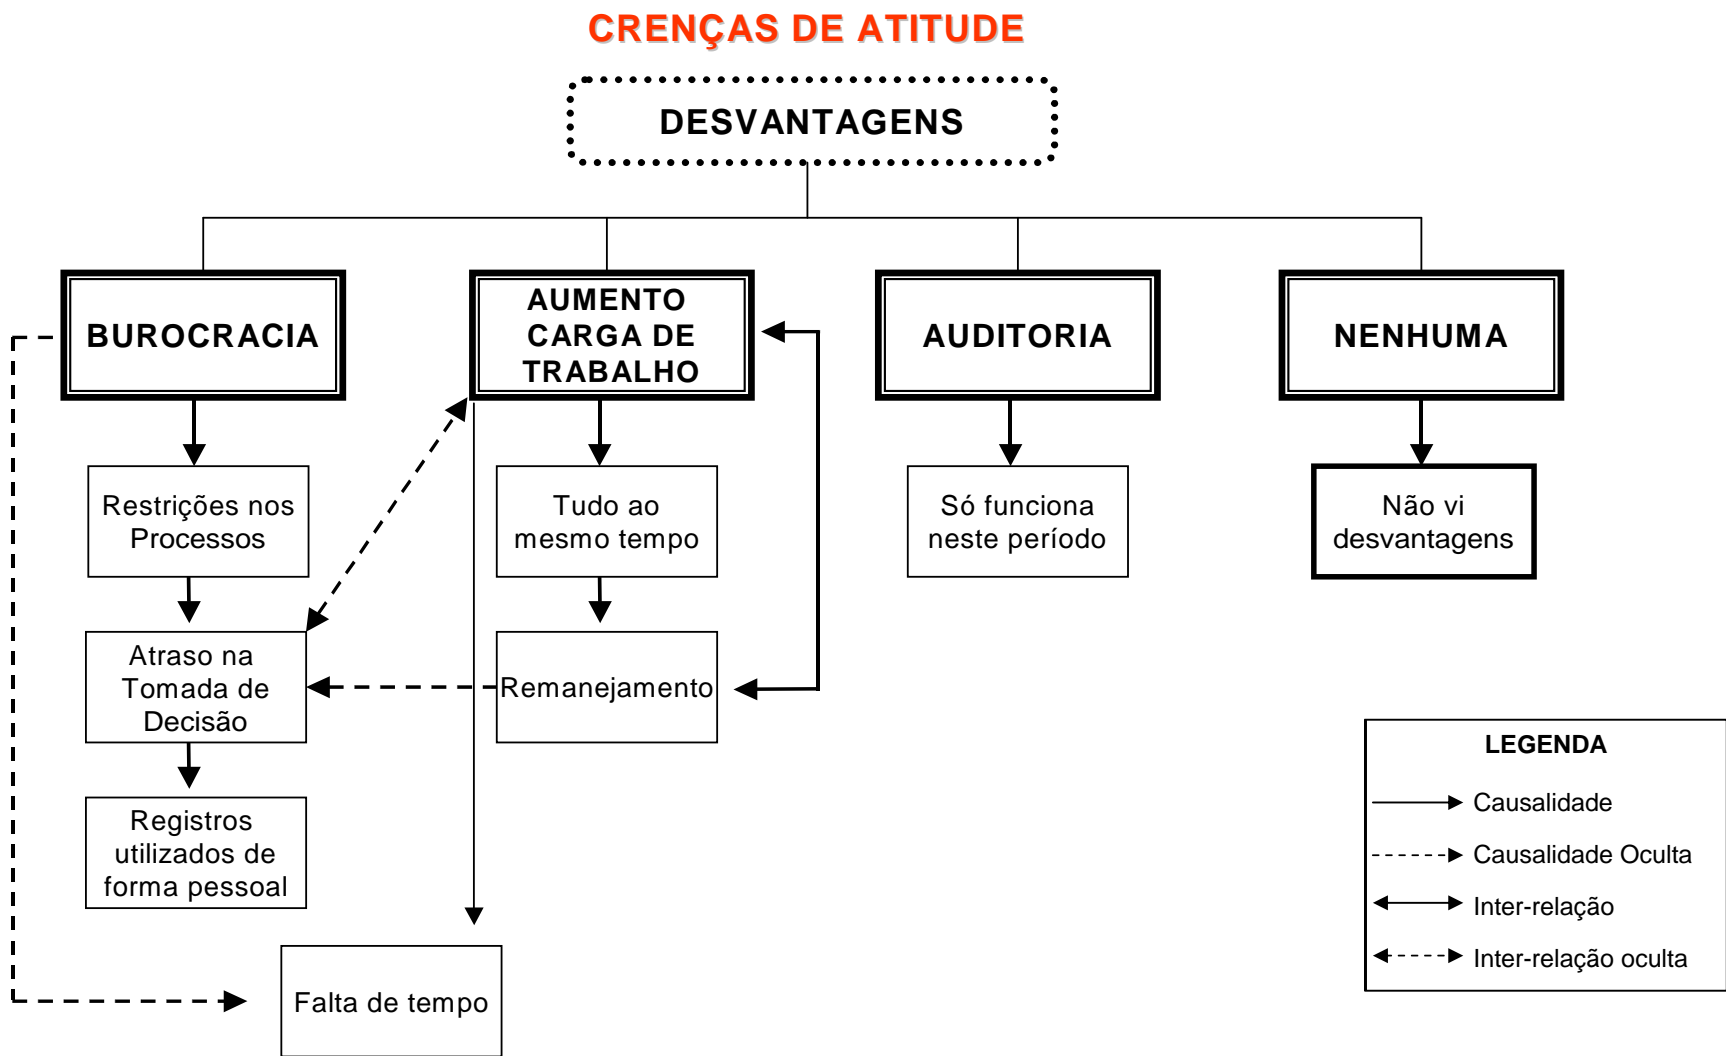 CRENÇAS DE ATITUDE
DESVANTAGENS
BUROCRACIA
AUMENTO
CARGA DE
TRABALHO
AUDITORIA
NENHUMA
Restrições nos
Processos
Tudo ao
mesmo tempo
Só funciona
neste período
Não vi
desvantagens
Atraso na
Tomada de
Decisão
Remanejamento
Registros
utilizados de
forma pessoal
Falta de tempo
LEGENDA
Causalidade
Causalidade Oculta
Inter-relação
Inter-relação oculta